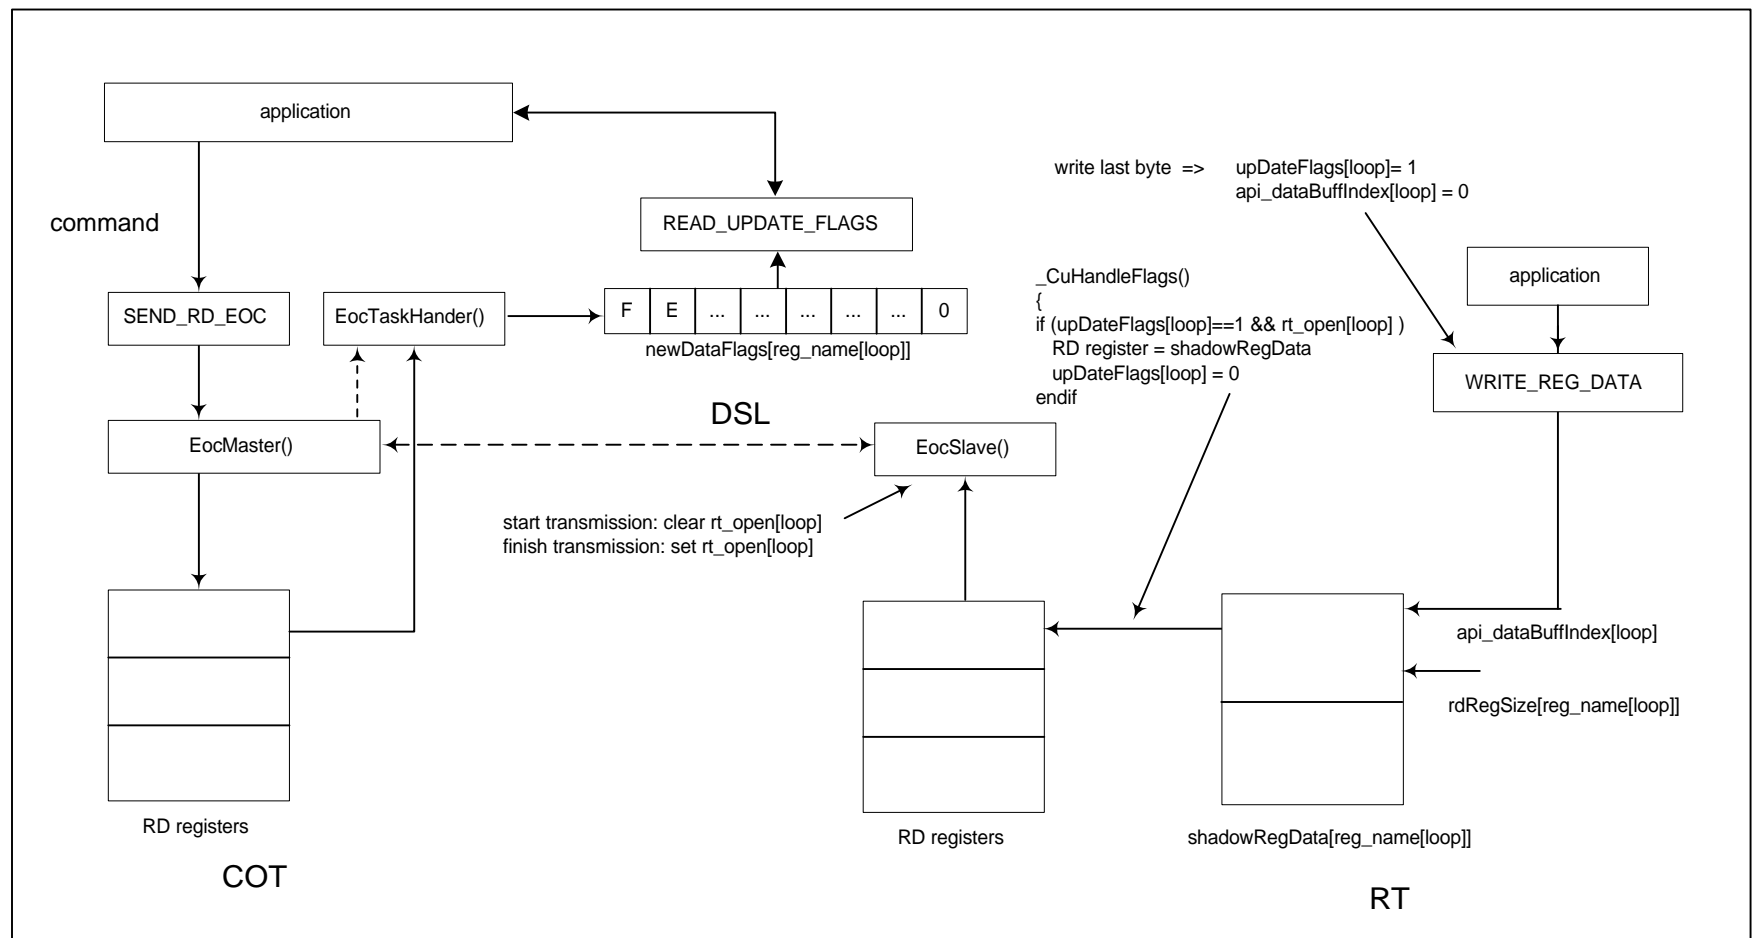 application
command
SEND_RD_EOC
EocTaskHander()
READ_UPDATE_FLAGS
F E ... ... ... ... ... 0
newDataFlags[reg_name[loop]]
EocMaster()
DSL
EocSlave()
start transmission: clear rt_open[loop]
finish transmission: set rt_open[loop]
RD registers
COT
write last byte => upDateFlags[loop]= 1
api_dataBuffIndex[loop] = 0
_CuHandleFlags()
{
if (upDateFlags[loop]==1 && rt_open[loop] )
RD register = shadowRegData
upDateFlags[loop] = 0
endif
application
WRITE_REG_DATA
api_dataBuffIndex[loop]
rdRegSize[reg_name[loop]]
RD registers
shadowRegData[reg_name[loop]]
RT